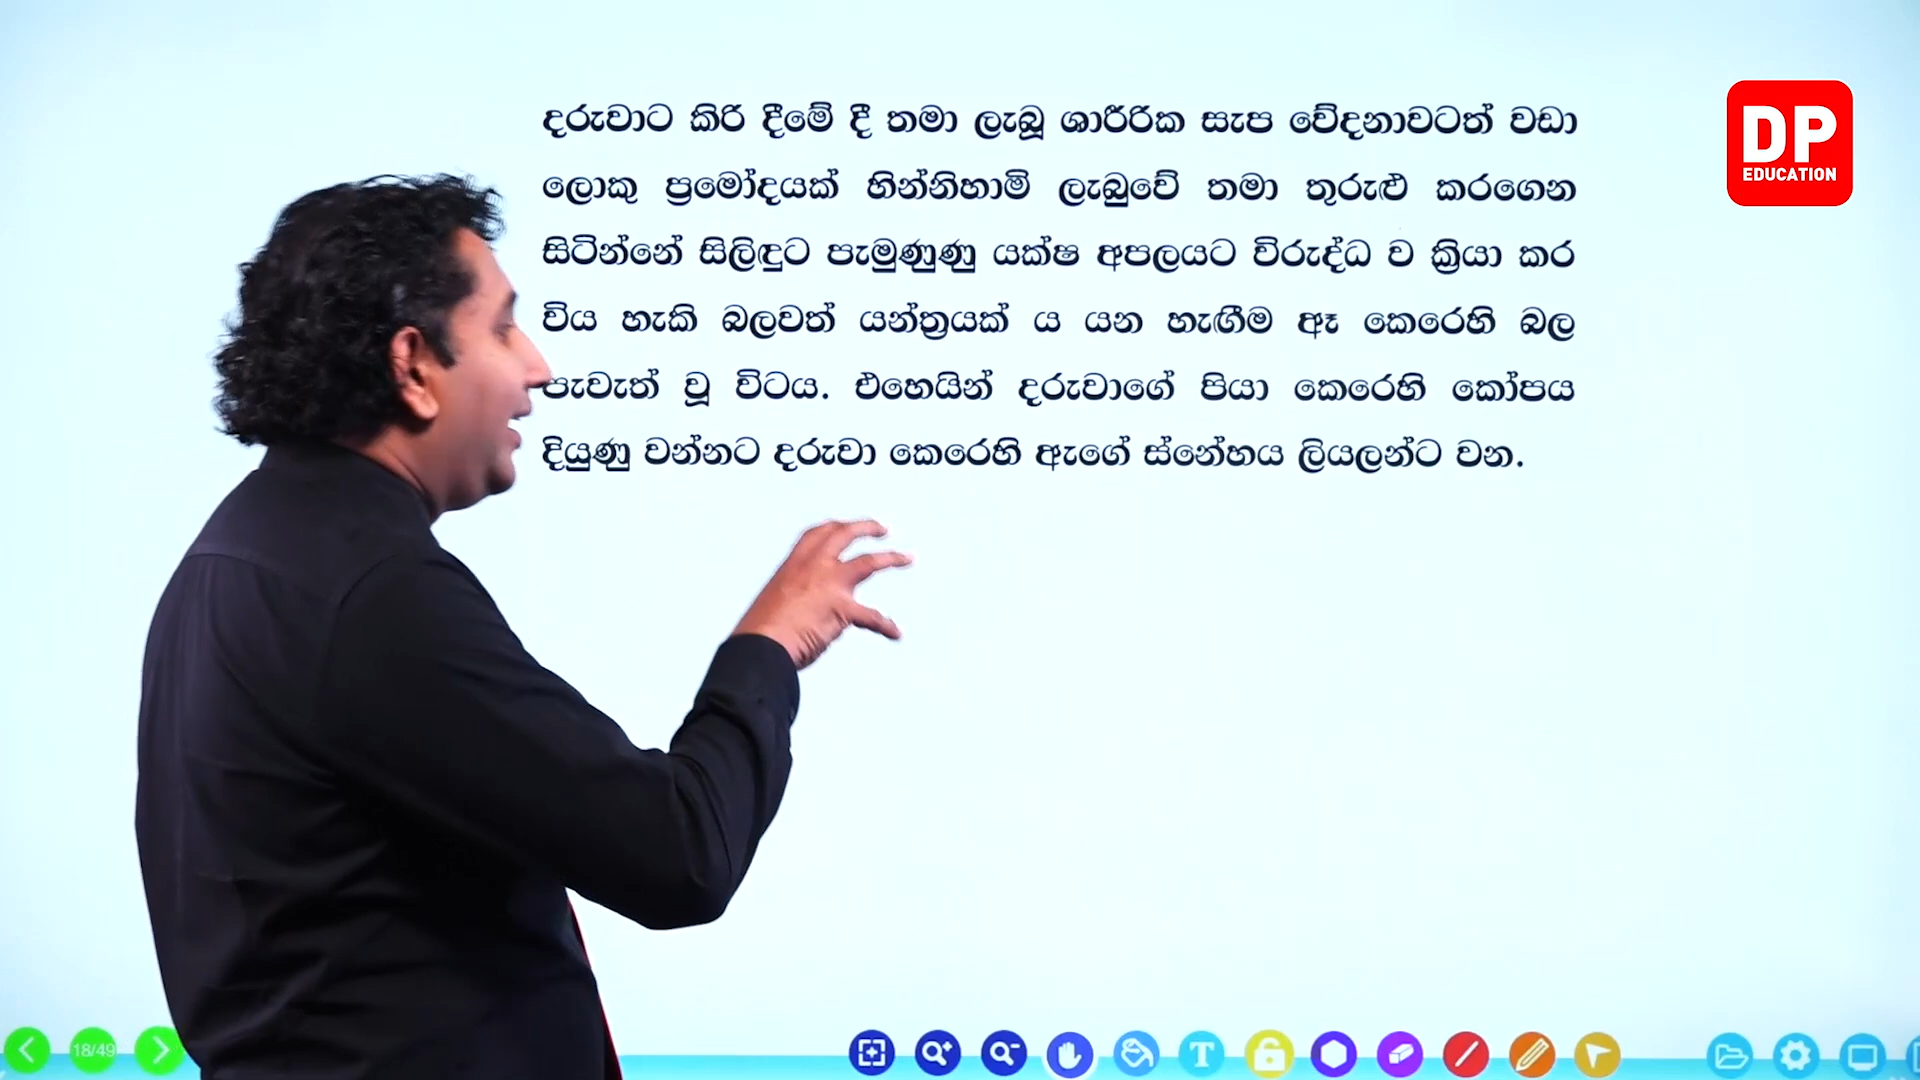 දරුවාට කිරි දීමේ දී තමා ලැබූ ශාරීරික සැප වේදනාවටත් වඩා
ලොකු ප්‍රමෝදයක් හින්නිහාමි ලැබුවේ තමා තුරුළු කරගෙන
සිටින්නේ සිලිඳුට පැමුණුණු යක්ෂ අපලයට විරුද්ධ ව ක්‍රියා කර
විය හැකි බලවත් යන්ත්‍රයක් ය යන හැඟීම ඈ කෙරෙහි බල
පැවැත් වූ විටය. එහෙයින් දරුවාගේ පියා කෙරෙහි කෝපය
දියුණු වන්නට දරුවා කෙරෙහි ඇගේ ස්නේහය ලියලන්ට වන.
DP
EDUCATION
18/49
T